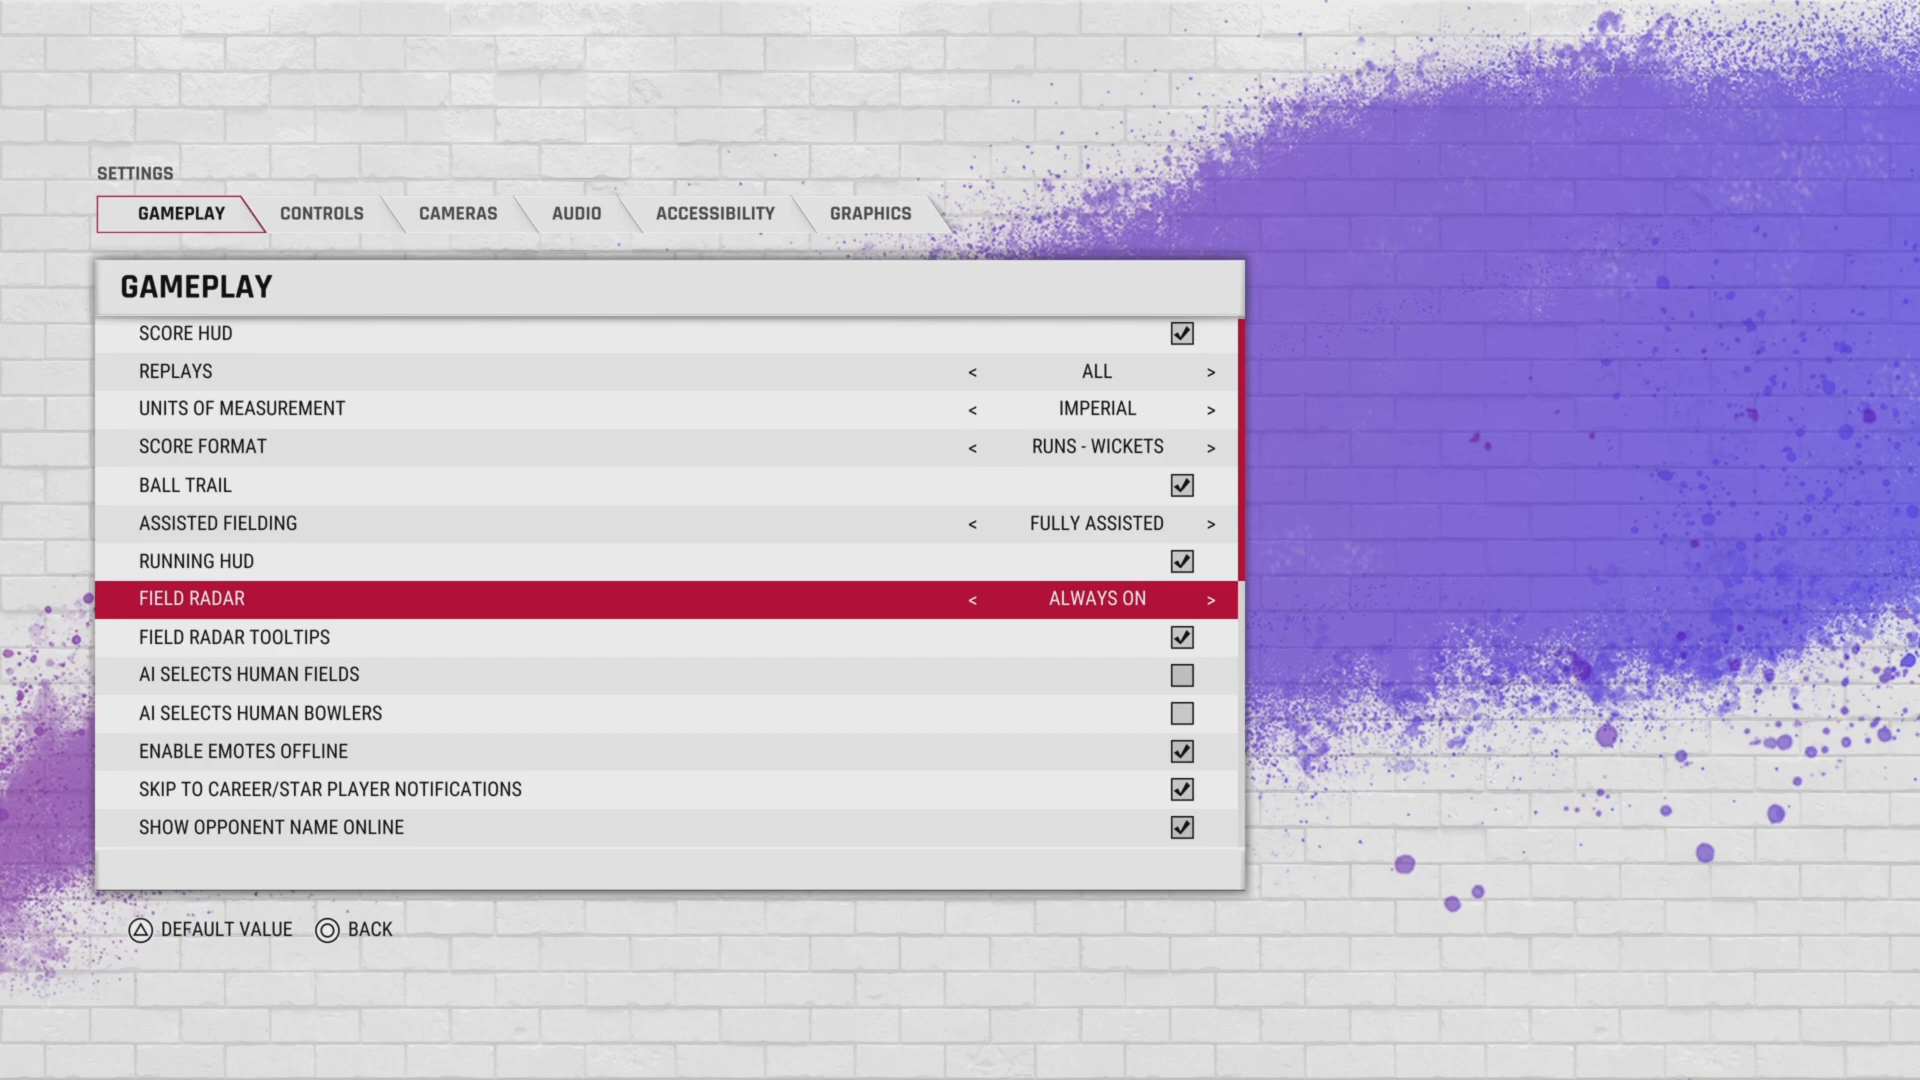 SETTINGS
GAMEPLAY CONTROLS CAMERAS AUDIO ACCESSIBILITY GRAPHICS
GAMEPLAY
SCORE HUD
REPLAYS < ALL >
UNITS OF MEASUREMENT < IMPERIAL >
SCORE FORMAT < RUNS - WICKETS >
BALL TRAIL
ASSISTED FIELDING < FULLY ASSISTED >
RUNNING HUD
FIELD RADAR < ALWAYS ON >
FIELD RADAR TOOLTIPS
AI SELECTS HUMAN FIELDS
AI SELECTS HUMAN BOWLERS
ENABLE EMOTES OFFLINE
SKIP TO CAREER/STAR PLAYER NOTIFICATIONS
SHOW OPPONENT NAME ONLINE
DEFAULT VALUE BACK